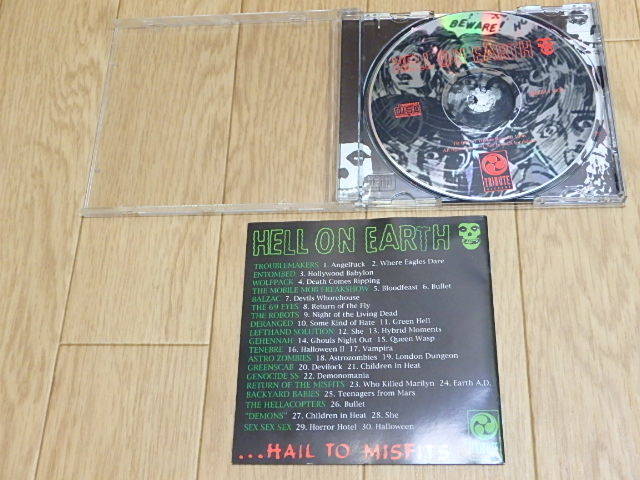 BEWARE!
HELL ON EARTH
TRIBUTE
HELL ON EARTH
TROUBLEMAKERS 1. Angelfuck 2. Where Eagles Dare
ENTOMBED 3. Hollywood Babylon
WOLFPACK 4. Death Comes Ripping
THE MOBILE MOB FREAKSHOW 5. Bloodfeast 6. Bullet
BALZAC 7. Devils Whorehouse
THE 69 EYES 8. Return of the Fly
THE ROBOTS 9. Night of the Living Dead
DERANGED 10. Some Kind of Hate 11. Green Hell
LEFTHAND SOLUTION 12. She 13. Hybrid Moments
GEHENNAH 14. Ghouls Night Out 15. Queen Wasp
TENEBRE 16. Halloween II 17. Vampira
ASTRO ZOMBIES 18. Astrozombies 19. London Dungeon
GREENSCAB 20. Devilock 21. Children in Heat
GENOCIDE SS 22. Demonomania
RETURN OF THE MISFITS 23. Who Killed Marilyn 24. Earth A.D.
BACKYARD BABIES 25. Teenagers from Mars
THE HELLACOPTERS 26. Bullet
"DEMONS" 27. Children in Heat 28. She
SEX SEX SEX 29. Horror Hotel 30. Halloween
...HAIL TO MISFITS